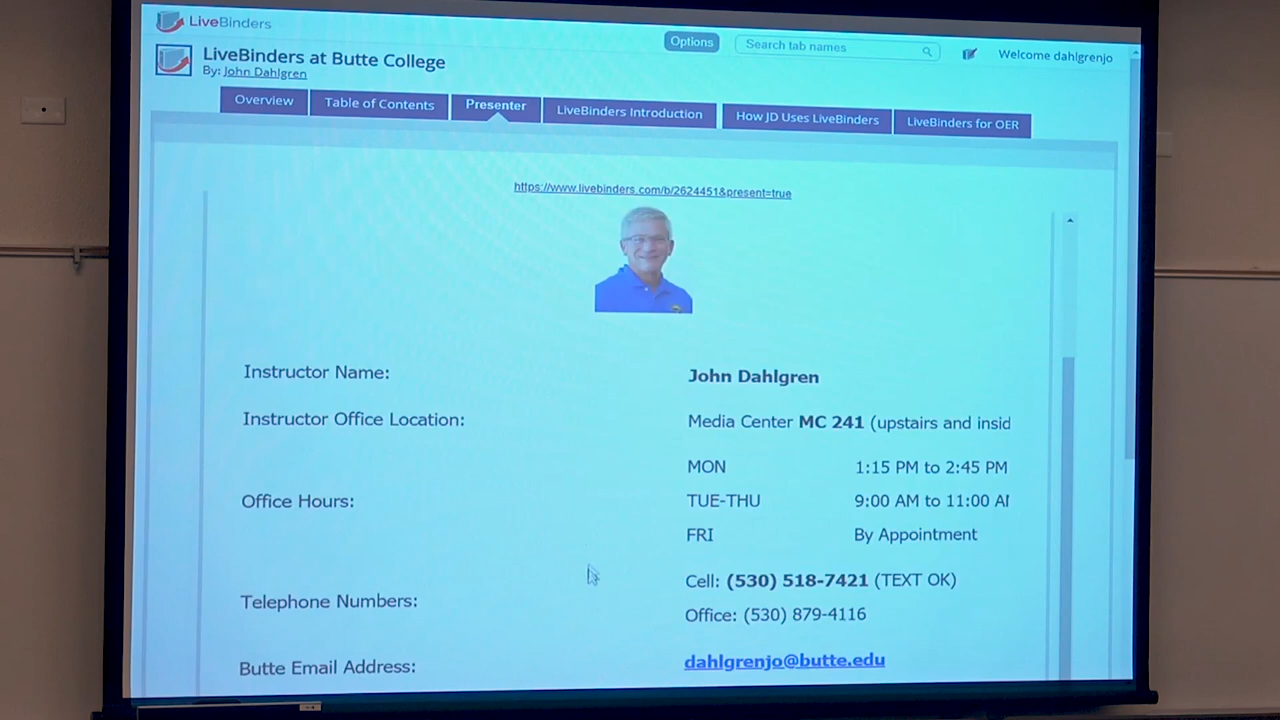 LiveBinders
Options
Search tab names
Welcome dahlgrenjo
LiveBinders at Butte College
By: John Dahlgren
Overview
Table of Contents
Presenter
LiveBinders Introduction
How JD Uses LiveBinders
LiveBinders for OER
https://www.livebinders.com/b/2624451&present=true
Instructor Name: John Dahlgren
Instructor Office Location: Media Center MC 241 (upstairs and insid
MON 1:15 PM to 2:45 PM
Office Hours: TUE-THU 9:00 AM to 11:00 AM
FRI By Appointment
Cell: (530) 518-7421 (TEXT OK)
Telephone Numbers:
Office: (530) 879-4116
Butte Email Address: dahlgrenjo@butte.edu